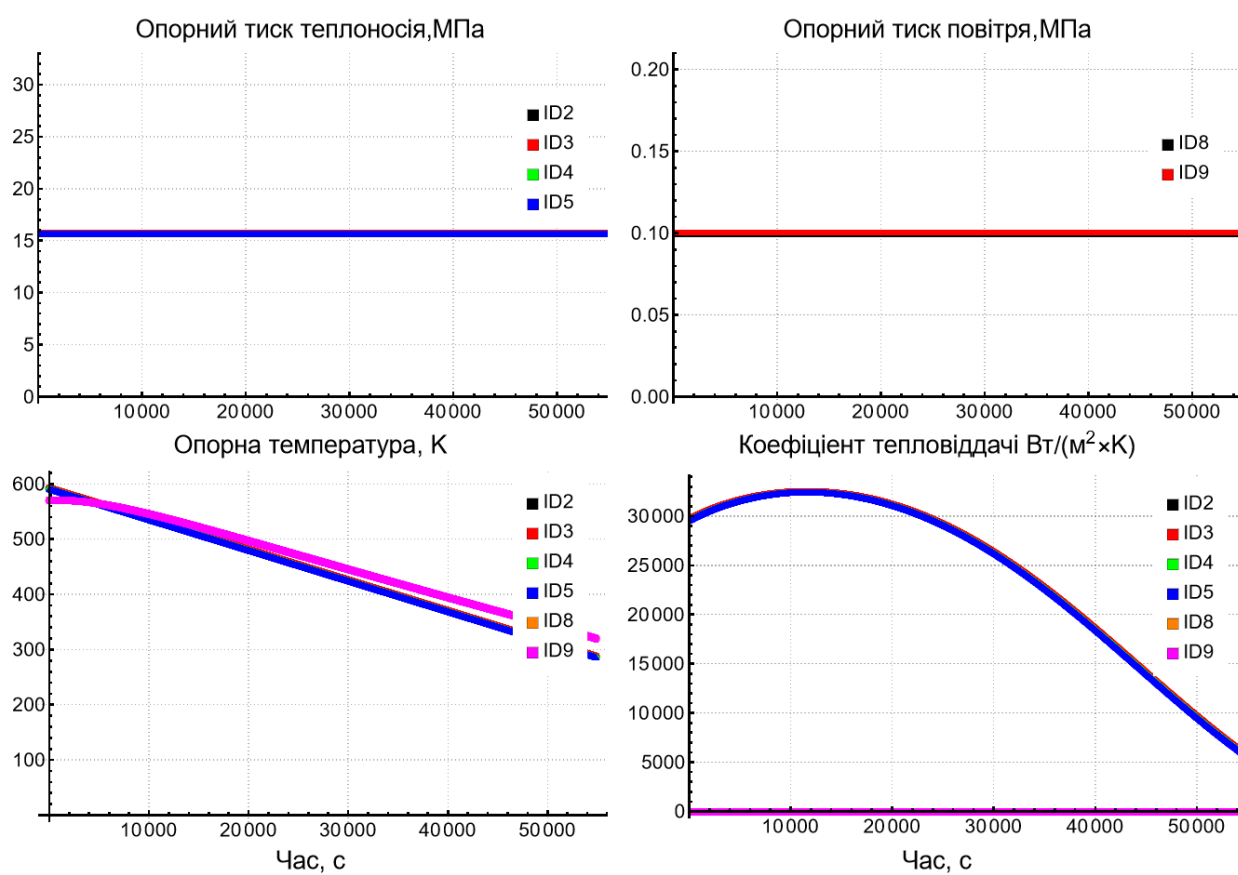 Опорний тиск теплоносія,МПа
30
25
20
15
10
5
0
10000 20000 30000 40000 50000
ID2
ID3
ID4
ID5
Опорний тиск повітря,МПа
0.20
0.15
0.10
0.05
0.00
10000 20000 30000 40000 50000
ID8
ID9
Опорна температура, K
600
500
400
300
200
100
10000 20000 30000 40000 50000
ID2
ID3
ID4
ID5
ID8
ID9
Час, с
Коефіціент тепловіддачі Вт/(м²×K)
30000
25000
20000
15000
10000
5000
0
10000 20000 30000 40000 50000
ID2
ID3
ID4
ID5
ID8
ID9
Час, с